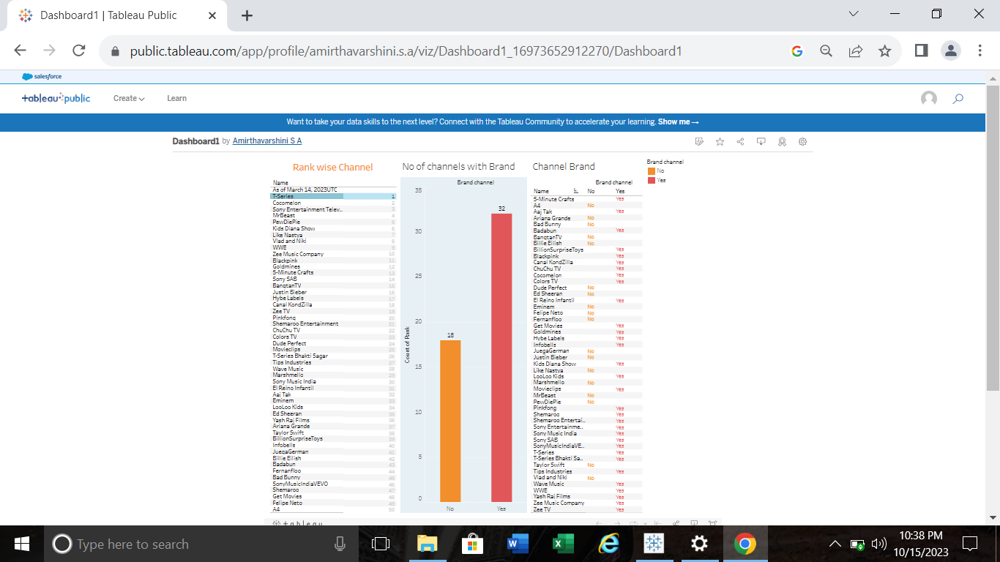 Dashboard1 | Tableau Public
public.tableau.com/app/profile/amirthavarshini.s.a/viz/Dashboard1_16973652912270/Dashboard1
salesforce
+ableau public
Create
Learn
Want to take your data skills to the next level? Connect with the Tableau Community to accelerate your learning. Show me →
Dashboard1 by Amirthavarshini S A
Rank wise Channel
Name
As of March 14, 2023UTC
T-Series 1
Cocomelon 2
Sony Entertainment Telev.. 3
MrBeast 4
PewDiePie 5
Kids Diana Show 6
Like Nastya 7
Vlad and Niki 8
WWE 9
Zee Music Company 10
Blackpink 11
Goldmines 12
5-Minute Crafts 13
Sony SAB 14
BangtanTV 15
Justin Bieber 16
Hybe Labels 17
Canal KondZilla 18
Zee TV 19
Pinkfong 20
Shemaroo Entertainment 21
ChuChu TV 22
Colors TV 23
Dude Perfect 24
Movieclips 25
T-Series Bhakti Sagar 26
Tips Industries 27
Wave Music 28
Marshmello 29
Sony Music India 30
El Reino Infantil 31
Aaj Tak 32
Eminem 33
LooLoo Kids 34
Ed Sheeran 35
Yash Raj Films 36
Ariana Grande 37
Taylor Swift 38
BillionSurpriseToys 39
Infobells 40
JuegaGerman 41
Billie Eilish 42
Badabun 43
Fernanfloo 44
Bad Bunny 45
SonyMusicIndiaVEVO 46
Shemaroo 47
Get Movies 48
Felipe Neto 49
A4 50
No of channels with Brand
Brand channel
Count of Rank
35
30
25
20
15
10
5
0
18
32
No
Yes
Channel Brand
Brand channel
Name No Yes
5-Minute Crafts Yes
A4 No
Aaj Tak Yes
Ariana Grande No
Bad Bunny No
Badabun Yes
BangtanTV No
Billie Eilish No
BillionSurpriseToys Yes
Blackpink Yes
Canal KondZilla Yes
ChuChu TV Yes
Cocomelon Yes
Colors TV Yes
Dude Perfect No
Ed Sheeran No
El Reino Infantil Yes
Eminem No
Felipe Neto No
Fernanfloo No
Get Movies Yes
Goldmines Yes
Hybe Labels Yes
Infobells Yes
JuegaGerman No
Justin Bieber No
Kids Diana Show Yes
Like Nastya No
LooLoo Kids Yes
Marshmello No
Movieclips Yes
MrBeast No
PewDiePie No
Pinkfong Yes
Shemaroo Yes
Shemaroo Entertai.. Yes
Sony Entertainme.. Yes
Sony Music India Yes
Sony SAB Yes
SonyMusicIndiaVE.. Yes
T-Series Yes
T-Series Bhakti Sa.. Yes
Taylor Swift No
Tips Industries Yes
Vlad and Niki No
Wave Music Yes
WWE Yes
Yash Raj Films Yes
Zee Music Company Yes
Zee TV Yes
Brand channel
No
Yes
+ableau
Type here to search
10:38 PM
10/15/2023